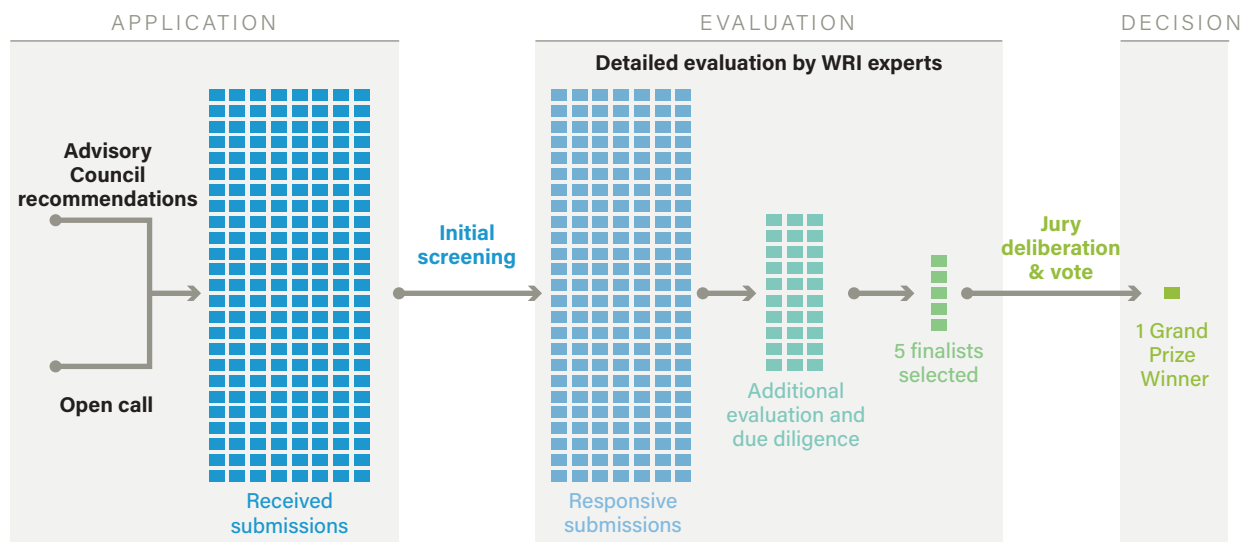 APPLICATION
Advisory
Council
recommendations
Open call
Received
submissions
Initial
screening
EVALUATION
Detailed evaluation by WRI experts
Responsive
submissions
Additional
evaluation and
due diligence
5 finalists
selected
Jury
deliberation
& vote
DECISION
1 Grand
Prize
Winner